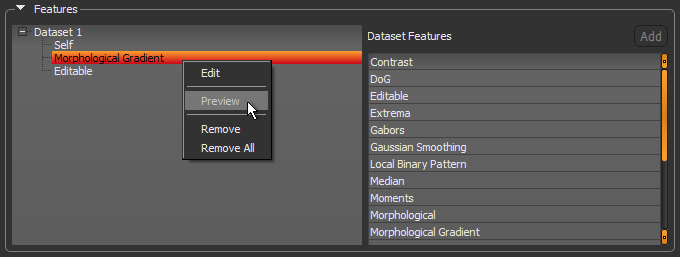 Features
Dataset 1
Self
Morphological Gradient
Editable
Edit
Preview
Remove
Remove All
Dataset Features
Add
Contrast
DoG
Editable
Extrema
Gabors
Gaussian Smoothing
Local Binary Pattern
Median
Moments
Morphological
Morphological Gradient